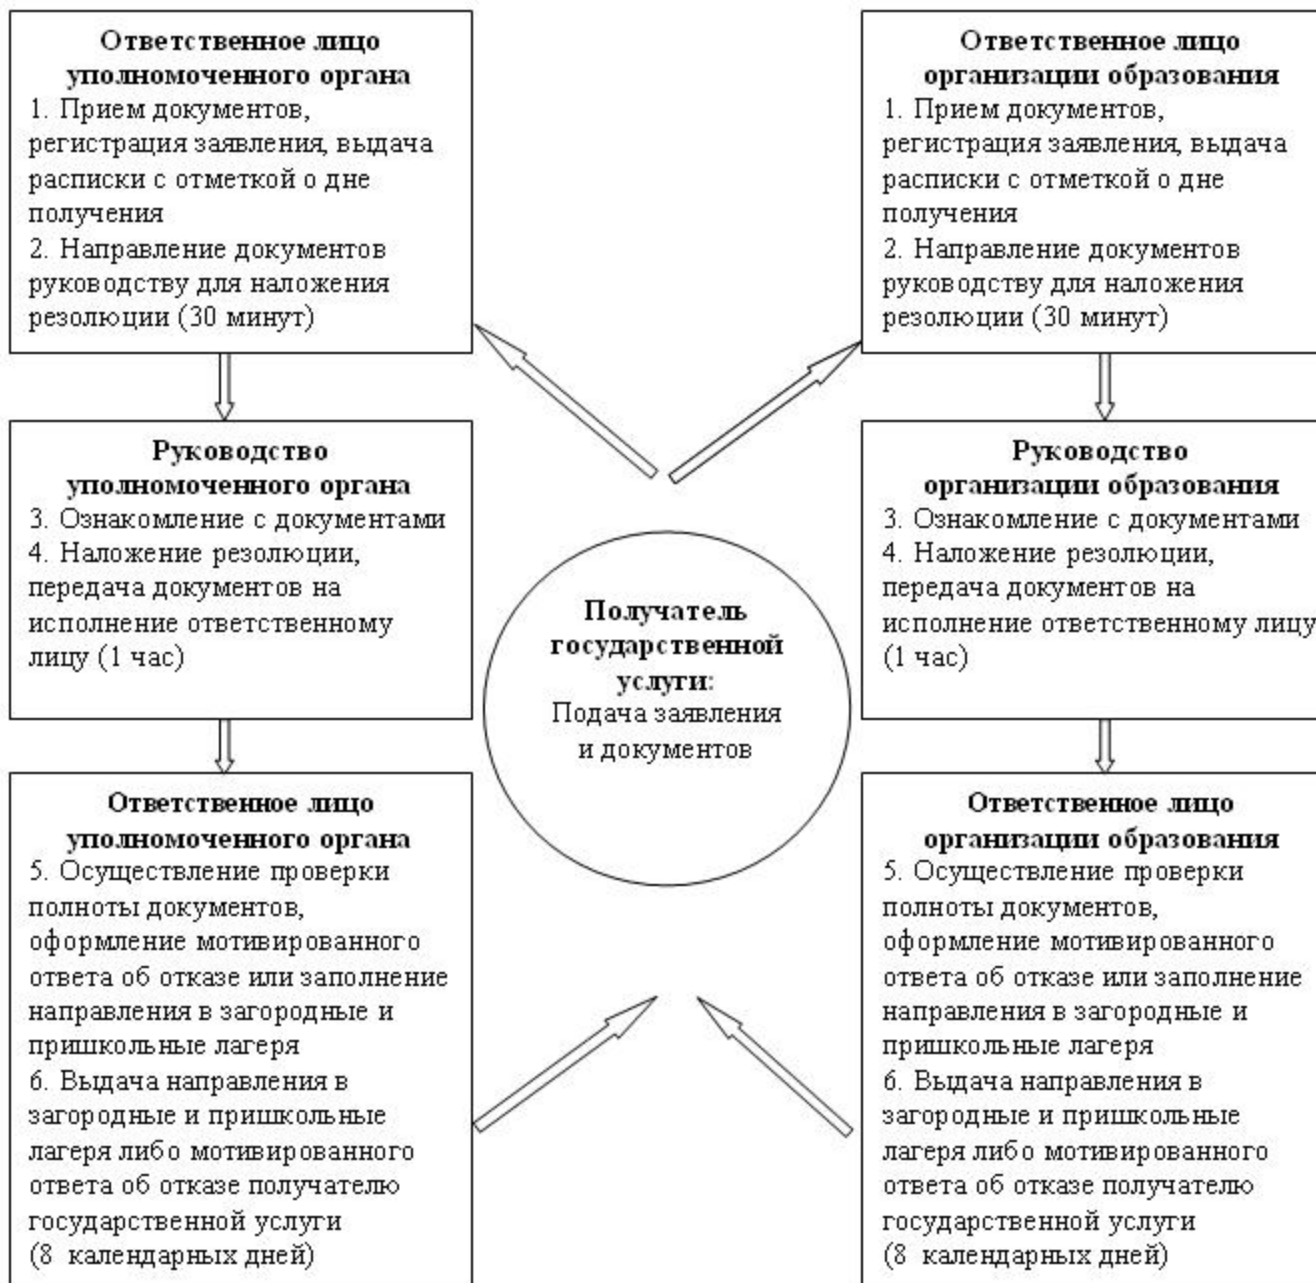 Ответственное лицо
уполномоченного органа
1. Прием документов,
регистрация заявления, выдача
расписки с отметкой о дне
получения
2. Направление документов
руководству для наложения
резолюции (30 минут)
Руководство
уполномоченного органа
3. Ознакомление с документами
4. Наложение резолюции,
передача документов на
исполнение ответственному
лицу (1 час)
Ответственное лицо
уполномоченного органа
5. Осуществление проверки
полноты документов,
оформление мотивированного
ответа об отказе или заполнение
направления в загородные и
пришкольные лагеря
6. Выдача направления в
загородные и пришкольные
лагеря либо мотивированного
ответа об отказе получателю
государственной услуги
(8 календарных дней)
Получатель
государственной
услуги:
Подача заявления
и документов
Ответственное лицо
организации образования
1. Прием документов,
регистрация заявления, выдача
расписки с отметкой о дне
получения
2. Направление документов
руководству для наложения
резолюции (30 минут)
Руководство
организации образования
3. Ознакомление с документами
4. Наложение резолюции,
передача документов на
исполнение ответственному лицу
(1 час)
Ответственное лицо
организации образования
5. Осуществление проверки
полноты документов,
оформление мотивированного
ответа об отказе или заполнение
направления в загородные и
пришкольные лагеря
6. Выдача направления в
загородные и пришкольные
лагеря либо мотивированного
ответа об отказе получателю
государственной услуги
(8 календарных дней)